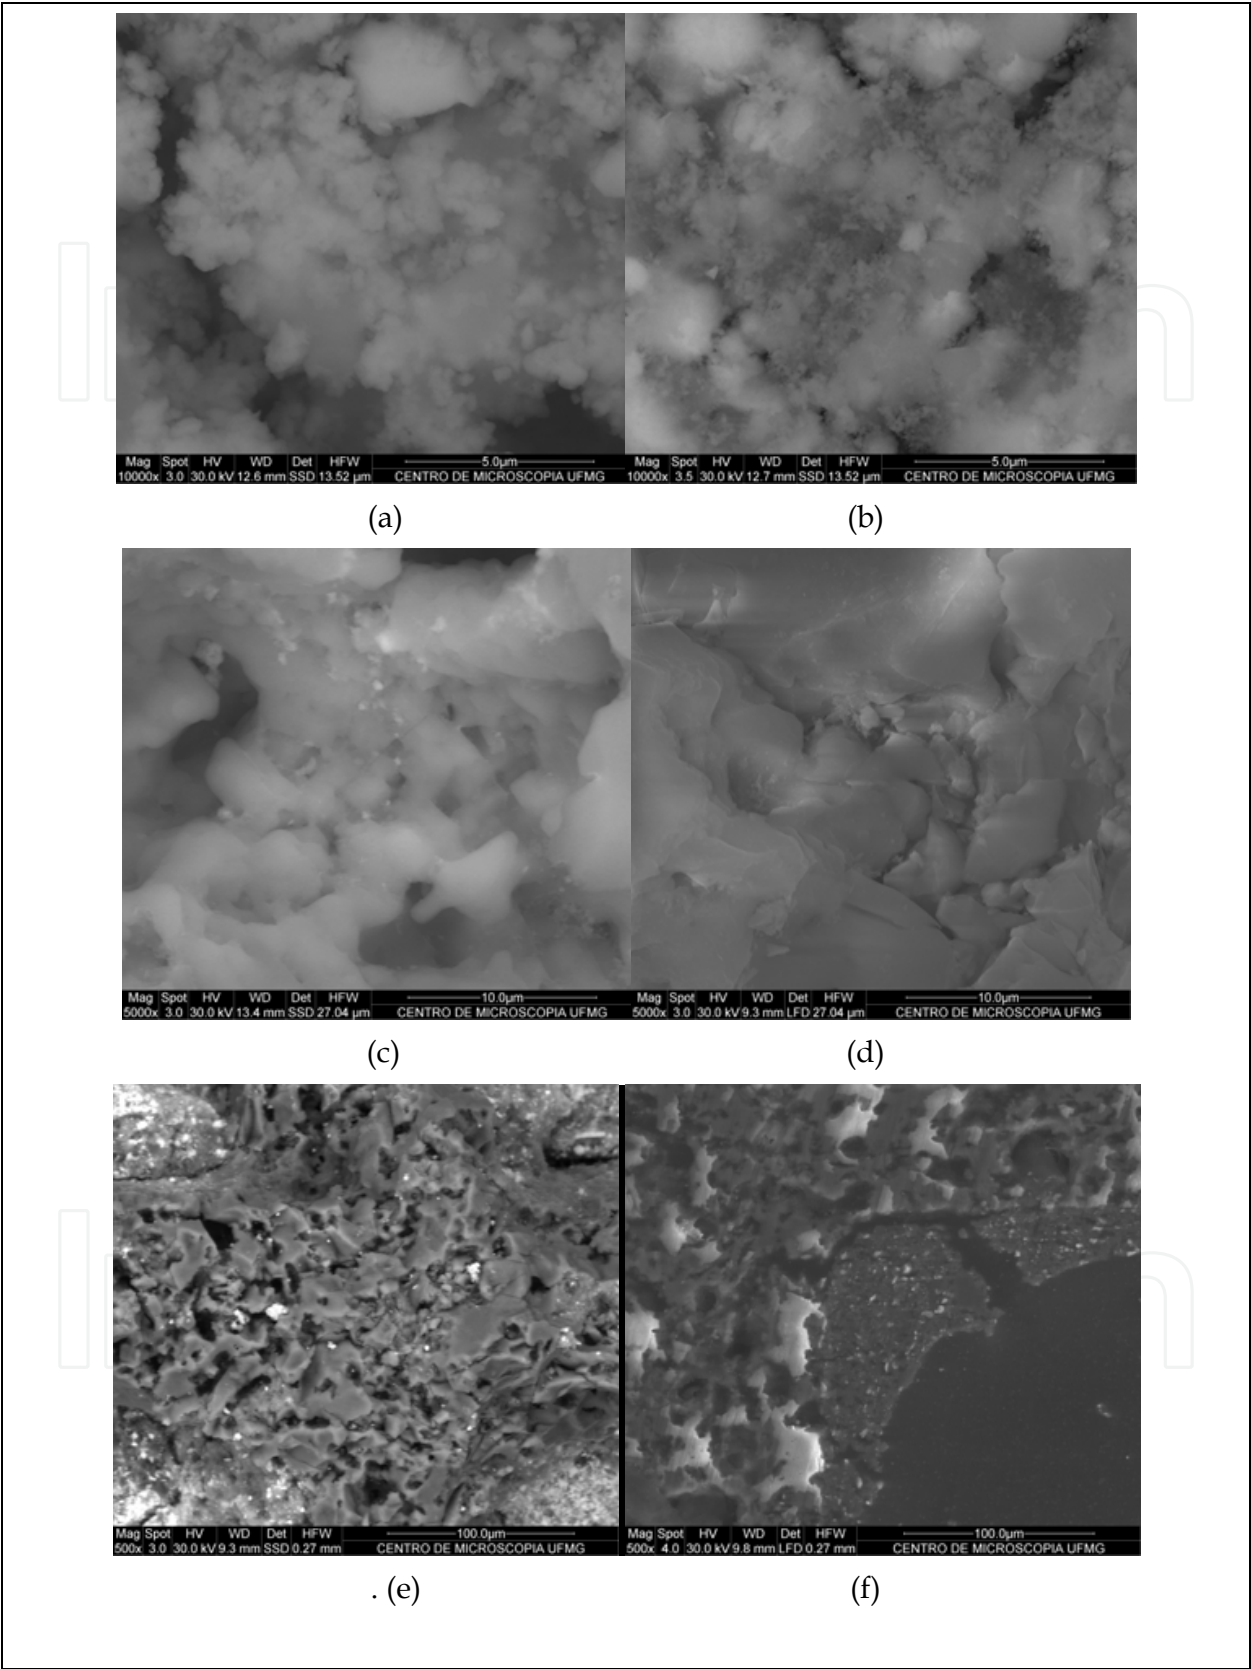 Mag Spot HV WD Det HFW 5.0µm
10000x 3.0 30.0 kV 12.6 mm SSD 13.52 µm CENTRO DE MICROSCOPIA UFMG
Mag Spot HV WD Det HFW 5.0µm
10000x 3.5 30.0 kV 12.7 mm SSD 13.52 µm CENTRO DE MICROSCOPIA UFMG
(a)
(b)
Mag Spot HV WD Det HFW 10.0µm
5000x 3.0 30.0 kV 13.4 mm SSD 27.04 µm CENTRO DE MICROSCOPIA UFMG
Mag Spot HV WD Det HFW 10.0µm
5000x 3.0 30.0 kV 9.3 mm LFD 27.04 µm CENTRO DE MICROSCOPIA UFMG
(c)
(d)
Mag Spot HV WD Det HFW 100.0µm
500x 3.0 30.0 kV 9.3 mm SSD 0.27 mm CENTRO DE MICROSCOPIA UFMG
Mag Spot HV WD Det HFW 100.0µm
500x 4.0 30.0 kV 9.8 mm LFD 0.27 mm CENTRO DE MICROSCOPIA UFMG
. (e)
(f)